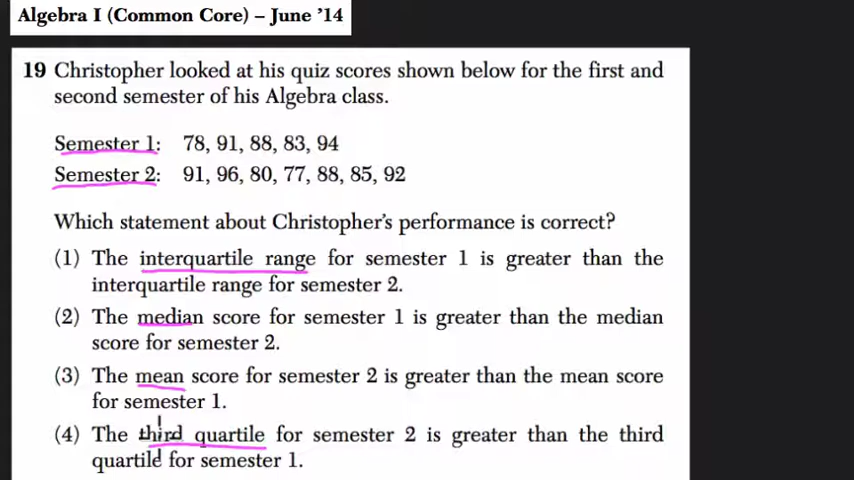 Algebra I (Common Core) – June ’14
19 Christopher looked at his quiz scores shown below for the first and
second semester of his Algebra class.
Semester 1: 78, 91, 88, 83, 94
Semester 2: 91, 96, 80, 77, 88, 85, 92
Which statement about Christopher’s performance is correct?
(1) The interquartile range for semester 1 is greater than the
interquartile range for semester 2.
(2) The median score for semester 1 is greater than the median
score for semester 2.
(3) The mean score for semester 2 is greater than the mean score
for semester 1.
(4) The third quartile for semester 2 is greater than the third
quartile for semester 1.